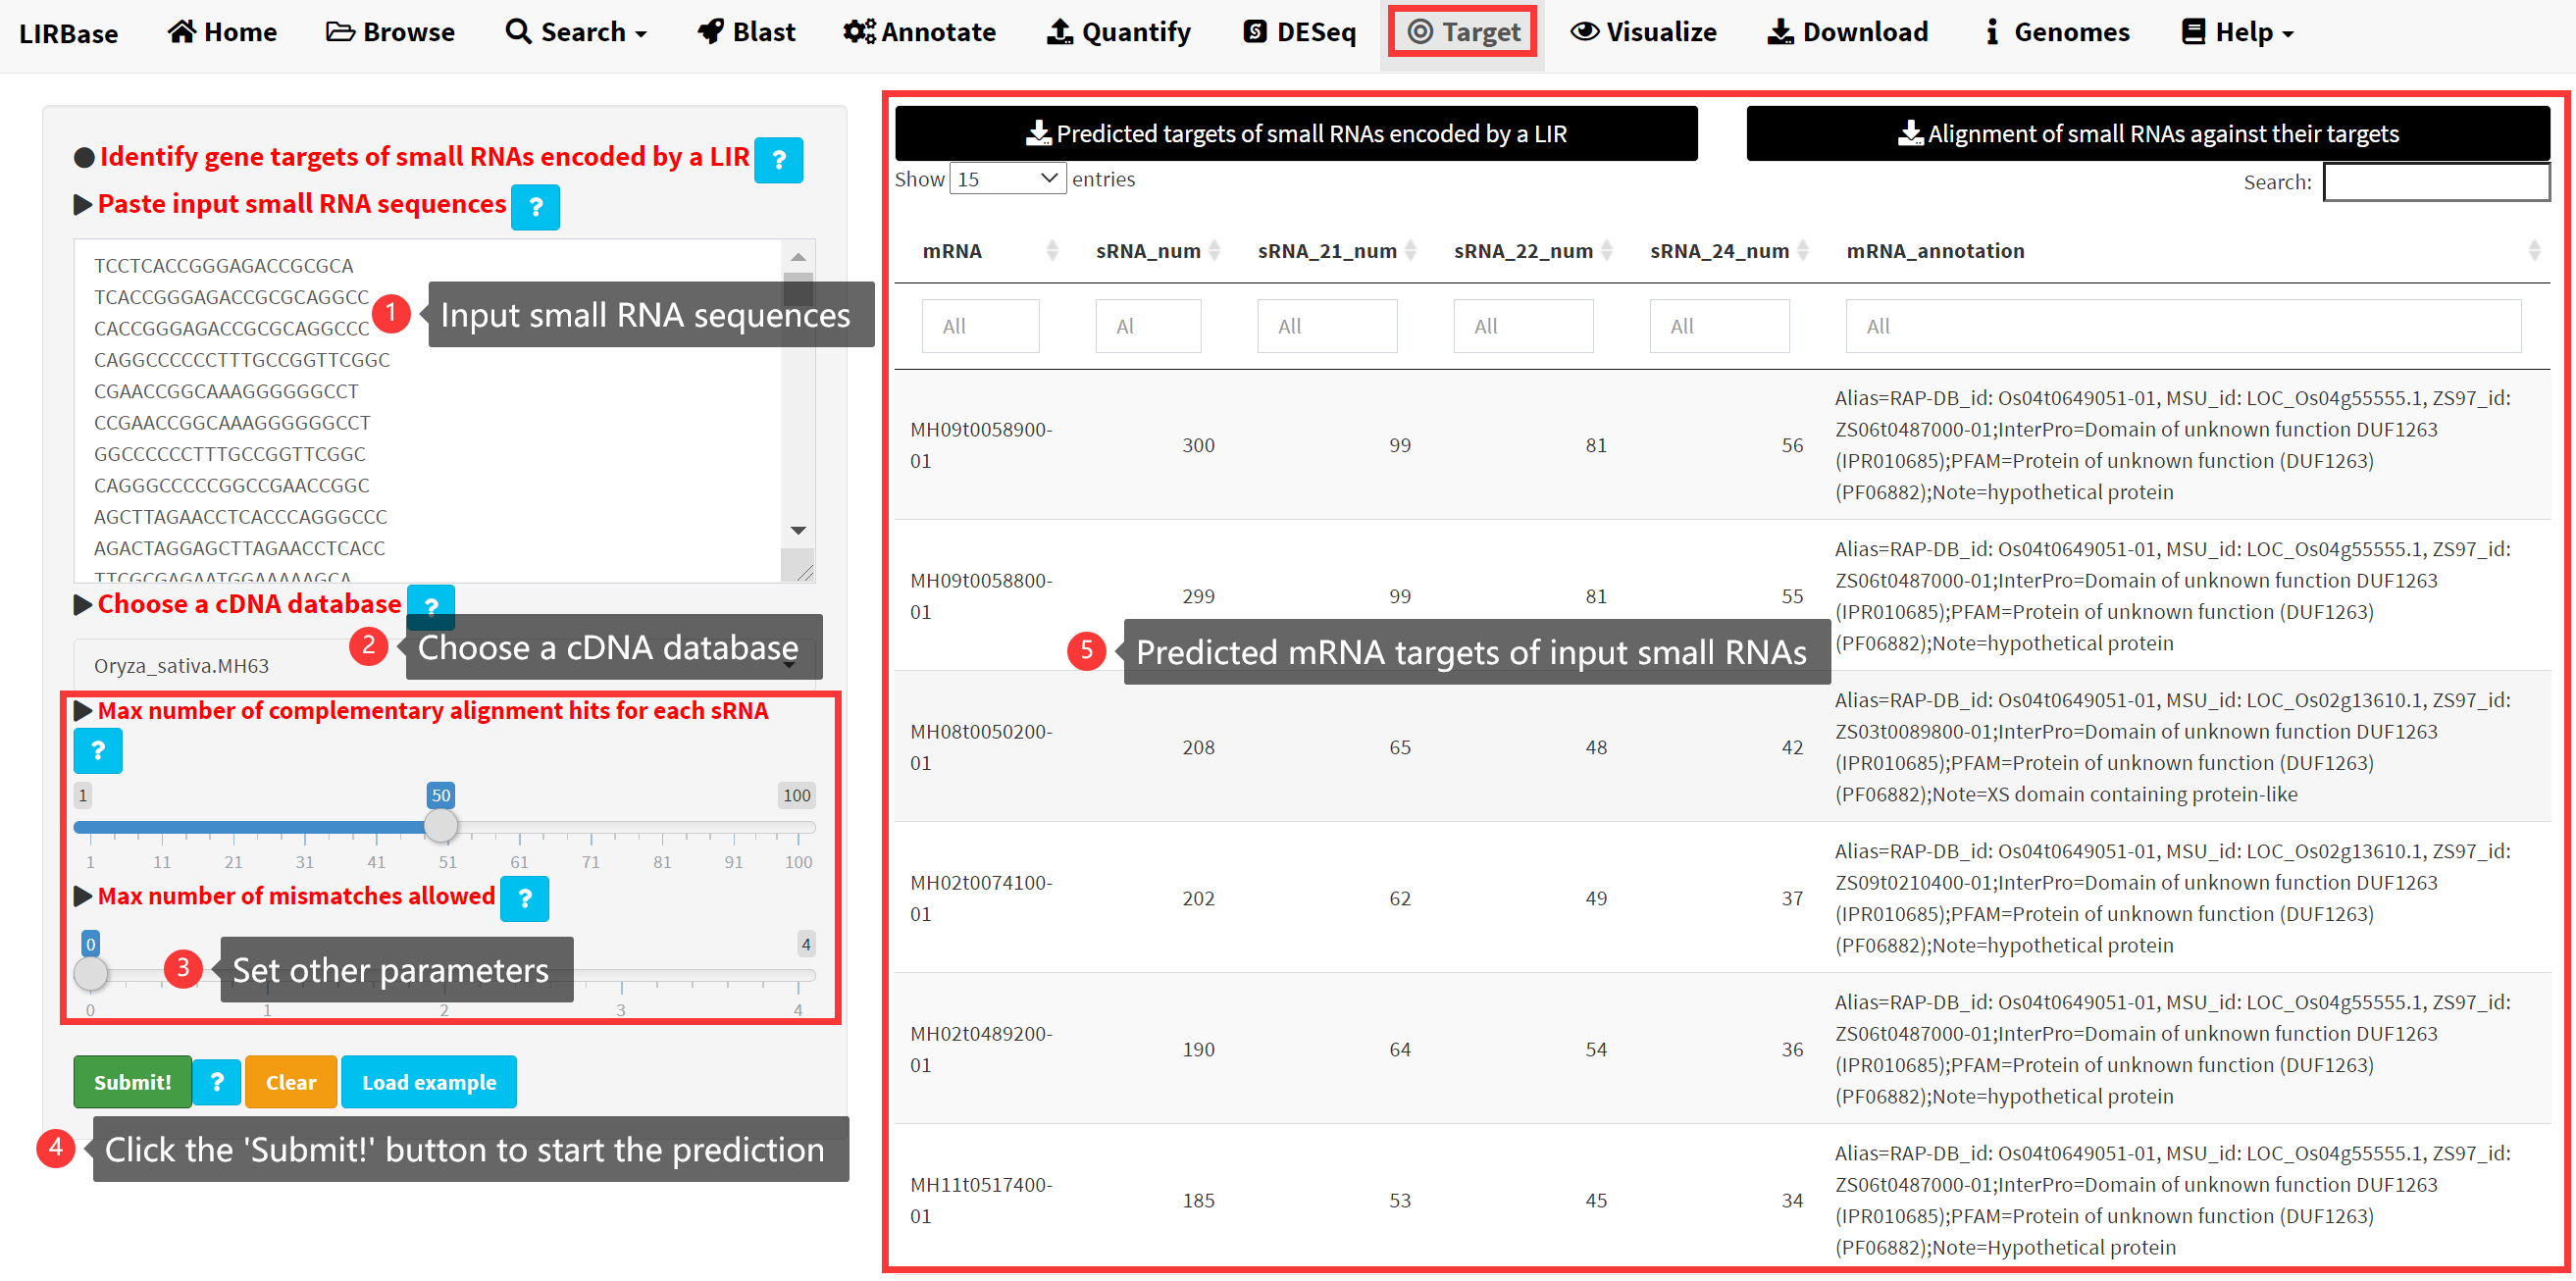 LIRBase Home Browse Search Blast Annotate Quantify DESeq Target Visualize Download Genomes Help
Identify gene targets of small RNAs encoded by a LIR ?
Paste input small RNA sequences ?
TCCTCACCGGGAGACCGCGCA
TCACCGGGAGACCGCGCAGGCC
CACCGGGAGACCGCGCAGGCCC
CAGGCCCCCCTTTGCCGGTTCGGC
CGAACCGGCAAAGGGGGGCCT
CCGAACCGGCAAAGGGGGGCCT
GGCCCCCCTTTGCCGGTTCGGC
CAGGGCCCCCGGCCGAACCGGC
AGCTTAGAACCTCACCCAGGGCCC
AGACTAGGAGCTTAGAACCTCACC
TTCGCGAGAATGGAAAAAGCA
1 Input small RNA sequences
Choose a cDNA database ?
2 Choose a cDNA database
Oryza_sativa.MH63
Max number of complementary alignment hits for each sRNA
?
1 50 100
1 11 21 31 41 51 61 71 81 91 100
Max number of mismatches allowed ?
0 4
3 Set other parameters
0 1 2 3 4
Submit! ? Clear Load example
4 Click the 'Submit!' button to start the prediction
Predicted targets of small RNAs encoded by a LIR
Alignment of small RNAs against their targets
Show 15 entries
Search:
mRNA sRNA_num sRNA_21_num sRNA_22_num sRNA_24_num mRNA_annotation
All Al All All All All
MH09t0058900-
01
300 99 81 56
Alias=RAP-DB_id: Os04t0649051-01, MSU_id: LOC_Os04g55555.1, ZS97_id:
ZS06t0487000-01;InterPro=Domain of unknown function DUF1263
(IPR010685);PFAM=Protein of unknown function (DUF1263)
(PF06882);Note=hypothetical protein
MH09t0058800-
01
299 99 81 55
Alias=RAP-DB_id: Os04t0649051-01, MSU_id: LOC_Os04g55555.1, ZS97_id:
ZS06t0487000-01;InterPro=Domain of unknown function DUF1263
(IPR010685);PFAM=Protein of unknown function (DUF1263)
(PF06882);Note=hypothetical protein
5 Predicted mRNA targets of input small RNAs
MH08t0050200-
01
208 65 48 42
Alias=RAP-DB_id: Os04t0649051-01, MSU_id: LOC_Os02g13610.1, ZS97_id:
ZS03t0089800-01;InterPro=Domain of unknown function DUF1263
(IPR010685);PFAM=Protein of unknown function (DUF1263)
(PF06882);Note=XS domain containing protein-like
MH02t0074100-
01
202 62 49 37
Alias=RAP-DB_id: Os04t0649051-01, MSU_id: LOC_Os02g13610.1, ZS97_id:
ZS09t0210400-01;InterPro=Domain of unknown function DUF1263
(IPR010685);PFAM=Protein of unknown function (DUF1263)
(PF06882);Note=hypothetical protein
MH02t0489200-
01
190 64 54 36
Alias=RAP-DB_id: Os04t0649051-01, MSU_id: LOC_Os04g55555.1, ZS97_id:
ZS06t0487000-01;InterPro=Domain of unknown function DUF1263
(IPR010685);PFAM=Protein of unknown function (DUF1263)
(PF06882);Note=hypothetical protein
MH11t0517400-
01
185 53 45 34
Alias=RAP-DB_id: Os04t0649051-01, MSU_id: LOC_Os04g55555.1, ZS97_id:
ZS06t0487000-01;InterPro=Domain of unknown function DUF1263
(IPR010685);PFAM=Protein of unknown function (DUF1263)
(PF06882);Note=Hypothetical protein